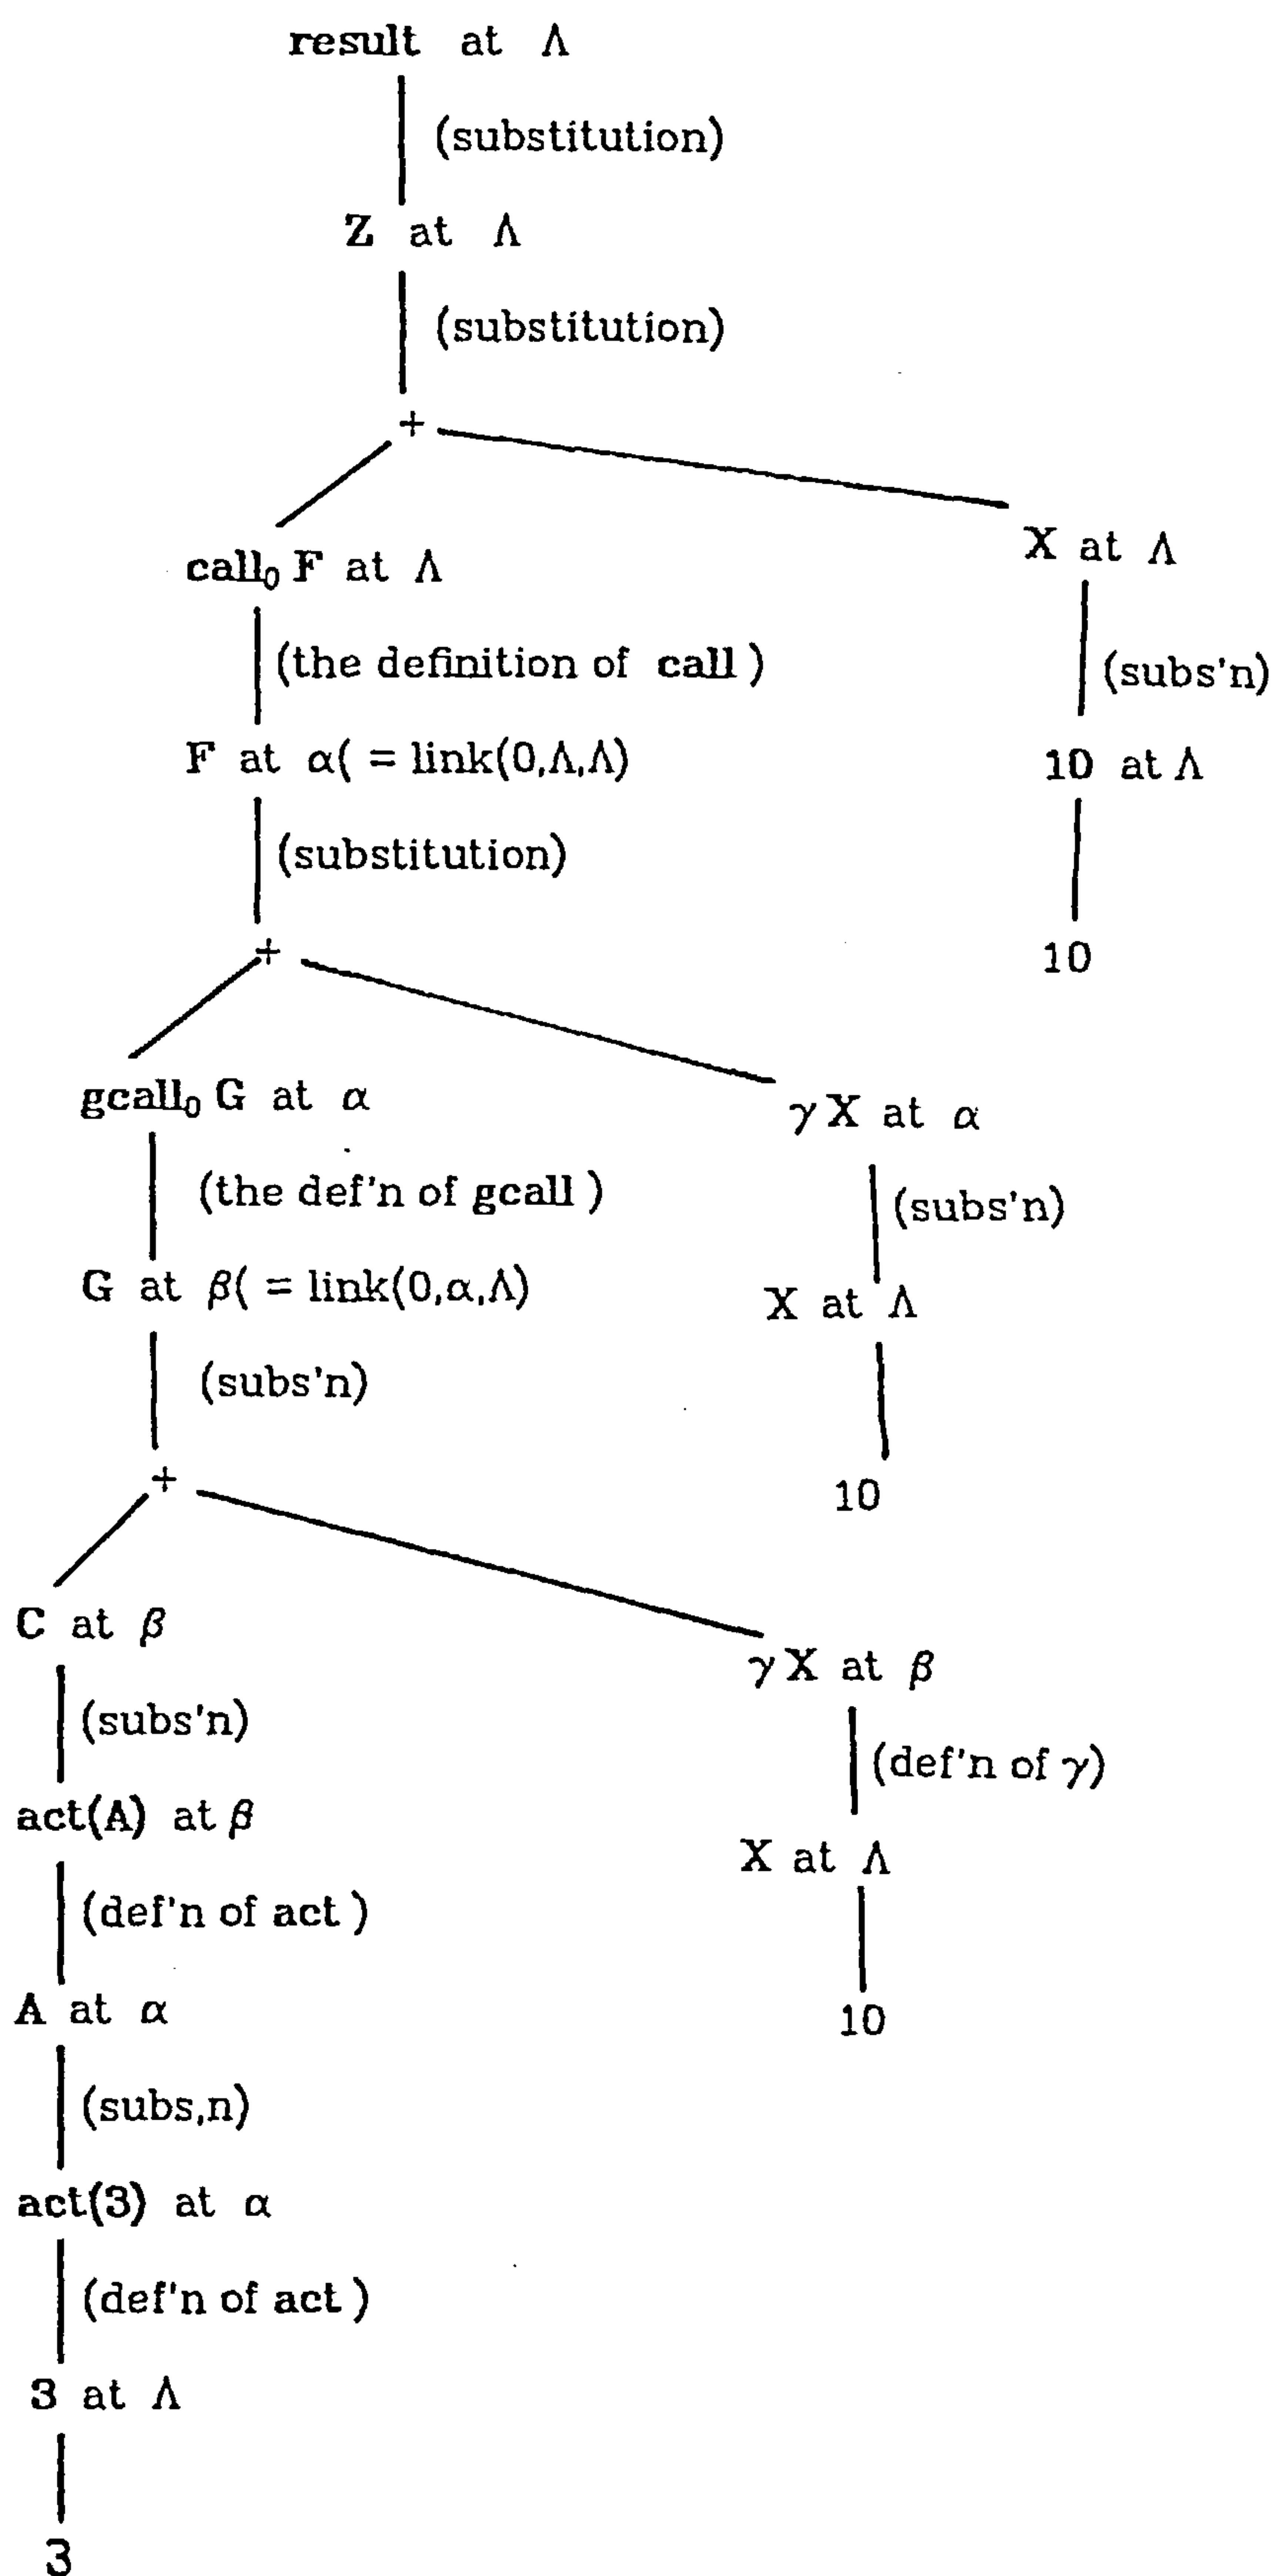 result at Λ
(substitution)
Z at Λ
(substitution)
+
call₀ F at Λ
X at Λ
(the definition of call )
(subs'n)
F at α( = link(0,Λ,Λ)
10 at Λ
(substitution)
+
10
gcall₀ G at α
γX at α
(the def'n of gcall )
(subs'n)
G at β( = link(0,α,Λ)
X at Λ
(subs'n)
+
10
C at β
γX at β
(subs'n)
(def'n of γ)
act(A) at β
X at Λ
(def'n of act )
A at α
10
(subs,n)
act(3) at α
(def'n of act )
3 at Λ
3